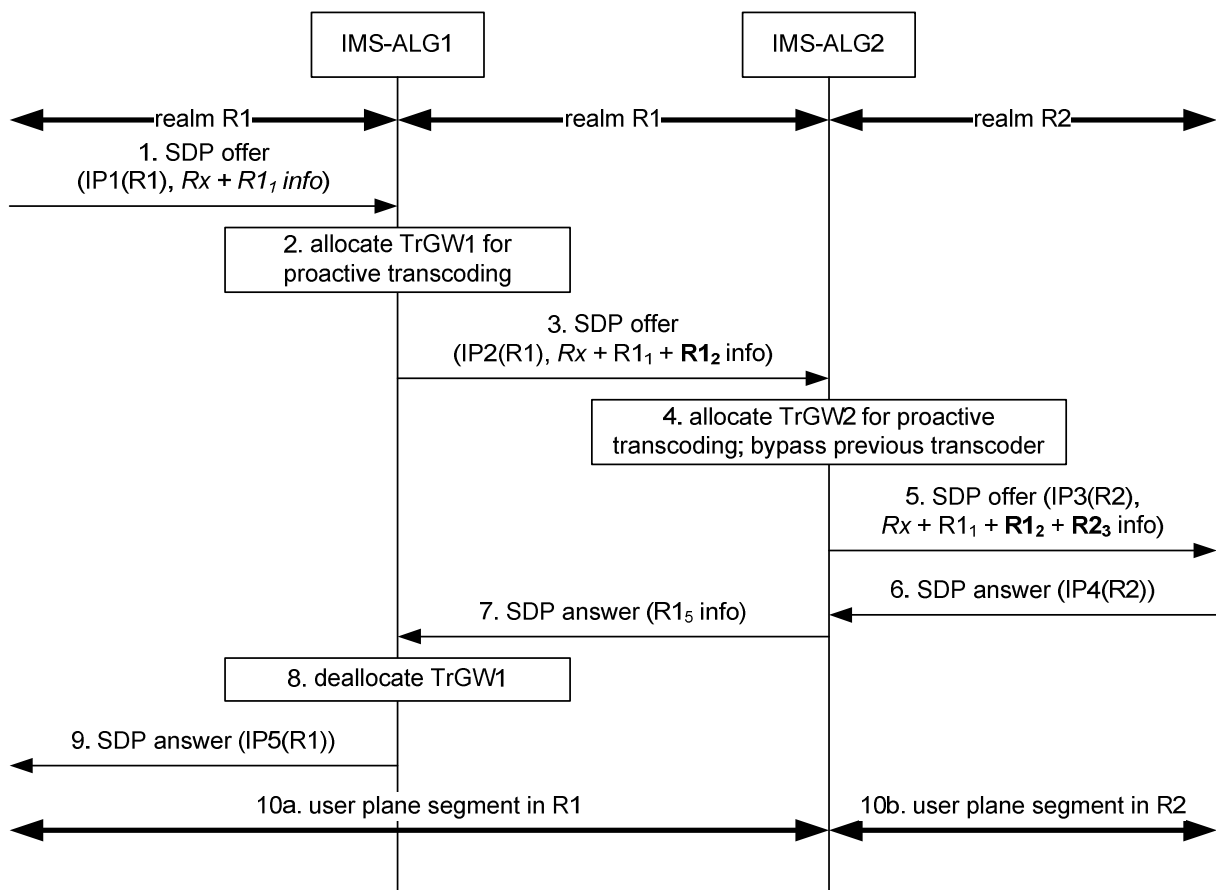 IMS-ALG1
IMS-ALG2
realm R1
realm R1
realm R2
1. SDP offer
(IP1(R1), Rx + R1₁ info)
2. allocate TrGW1 for
proactive transcoding
3. SDP offer
(IP2(R1), Rx + R1₁ + R1₂ info)
4. allocate TrGW2 for proactive
transcoding; bypass previous transcoder
5. SDP offer (IP3(R2),
Rx + R1₁ + R1₂ + R2₃ info)
6. SDP answer (IP4(R2))
7. SDP answer (R1₅ info)
8. deallocate TrGW1
9. SDP answer (IP5(R1))
10a. user plane segment in R1
10b. user plane segment in R2